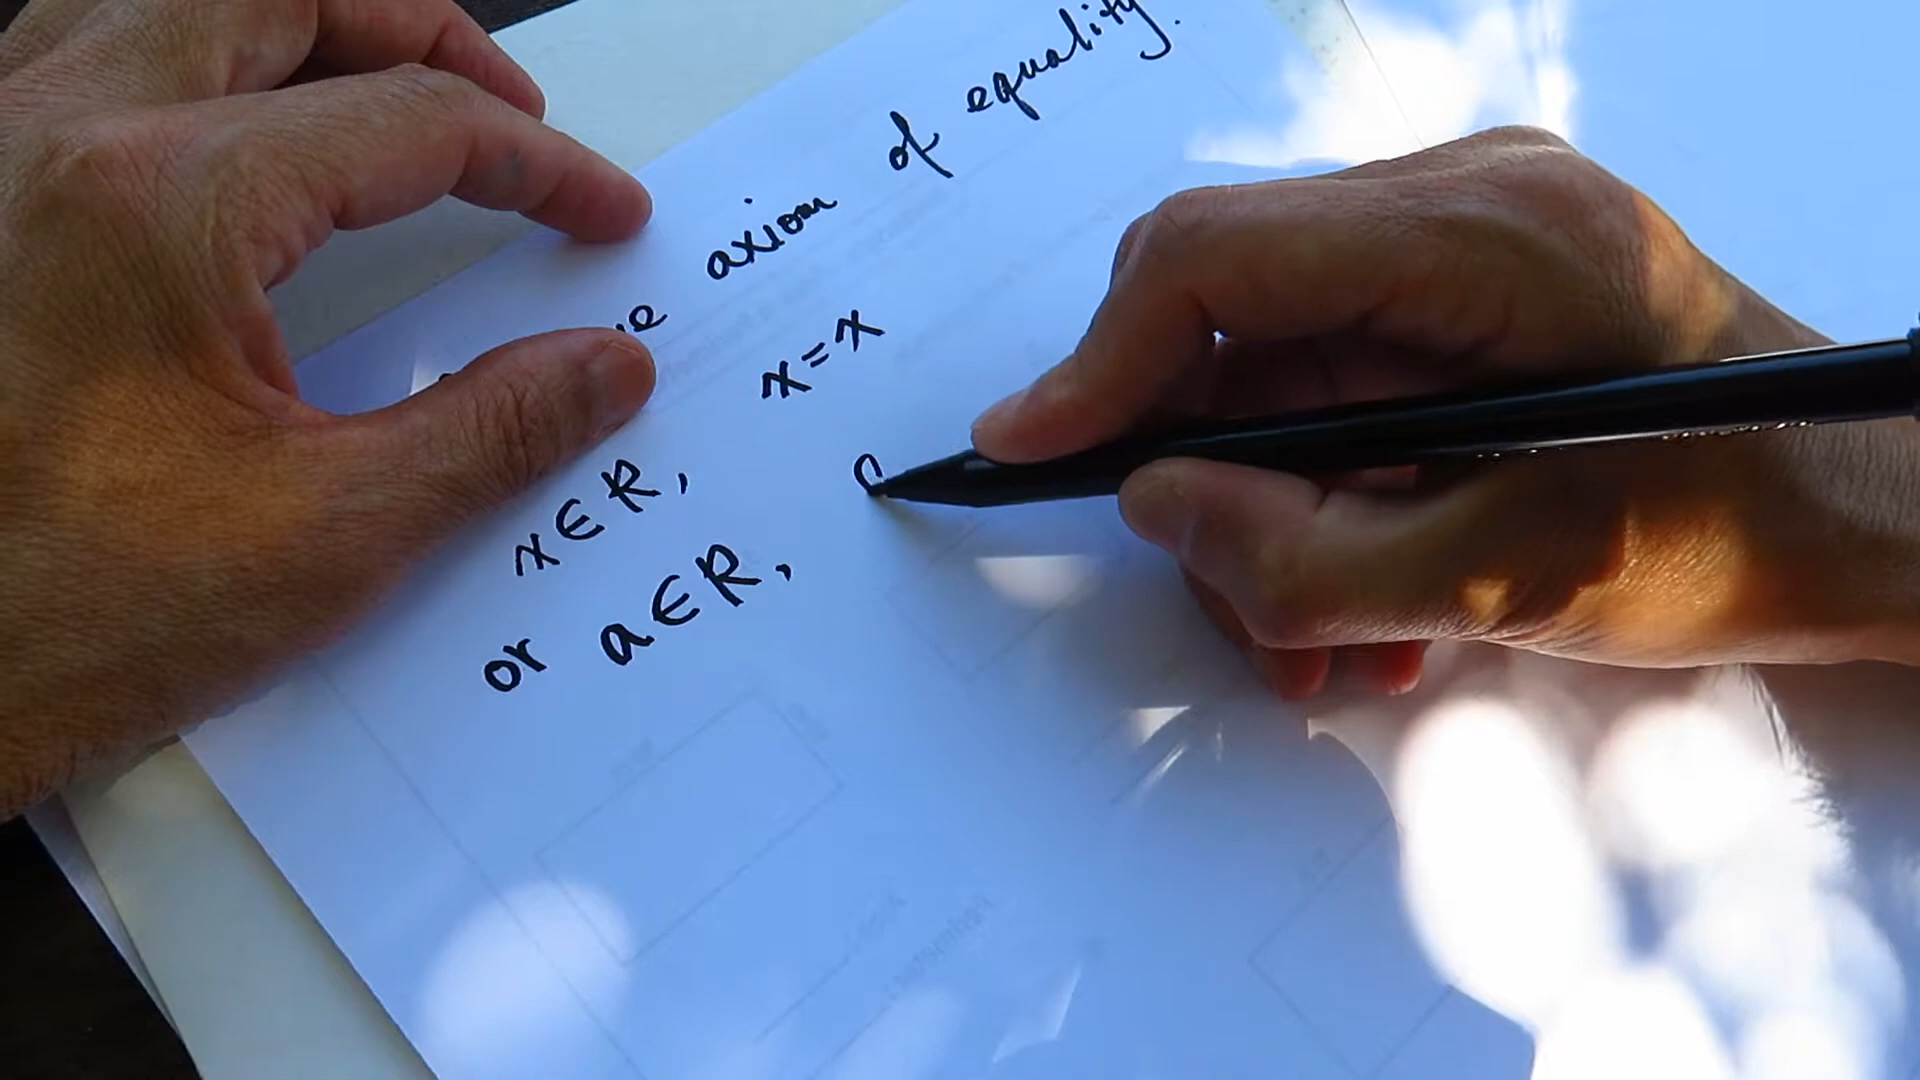 axiom of equality.
x∈R, x=x
or a∈R,